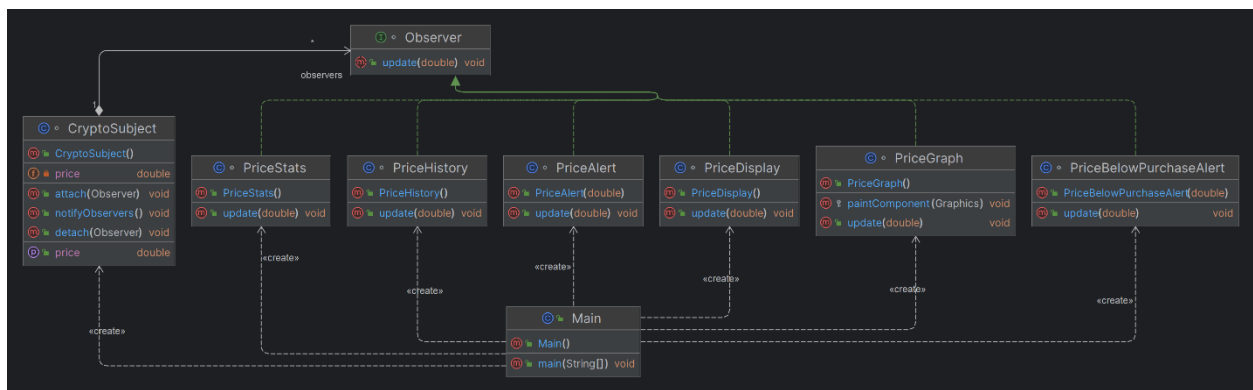 Observer
update(double) void
*
observers
1
CryptoSubject
CryptoSubject()
price double
attach(Observer) void
notifyObservers() void
detach(Observer) void
price double
PriceStats
PriceStats()
update(double) void
PriceHistory
PriceHistory()
update(double) void
PriceAlert
PriceAlert(double)
update(double) void
PriceDisplay
PriceDisplay()
update(double) void
PriceGraph
PriceGraph()
paintComponent(Graphics) void
update(double) void
PriceBelowPurchaseAlert
PriceBelowPurchaseAlert(double)
update(double) void
«create»
«create»
«create»
«create»
«create»
«create»
«create»
Main
Main()
main(String[]) void